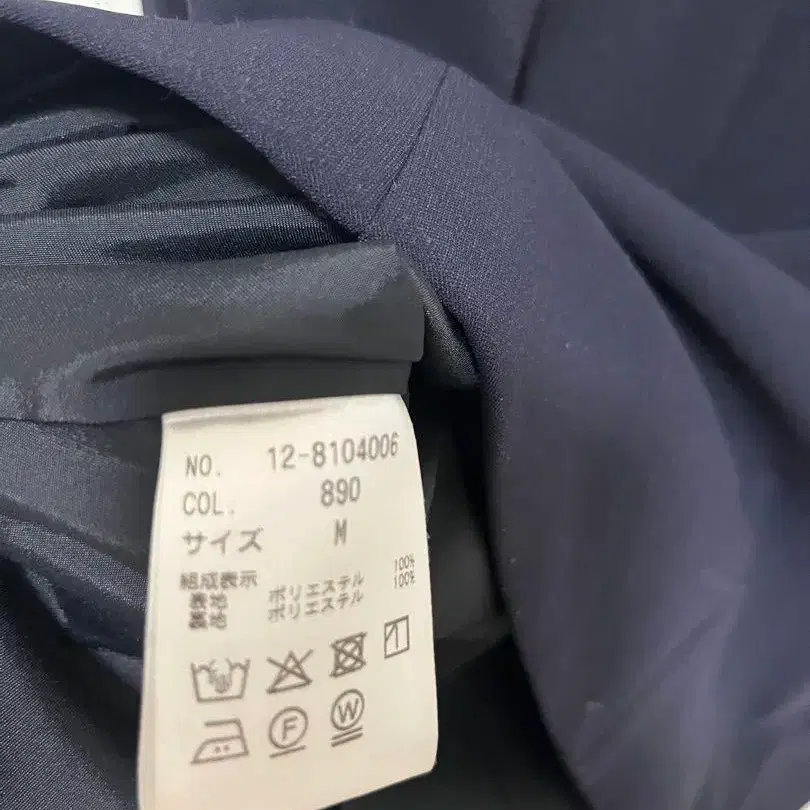 NO. 12-8104006
COL. 890
サイズ M
組成表示
表地 ポリエステル 100%
裏地 ポリエステル 100%
F W